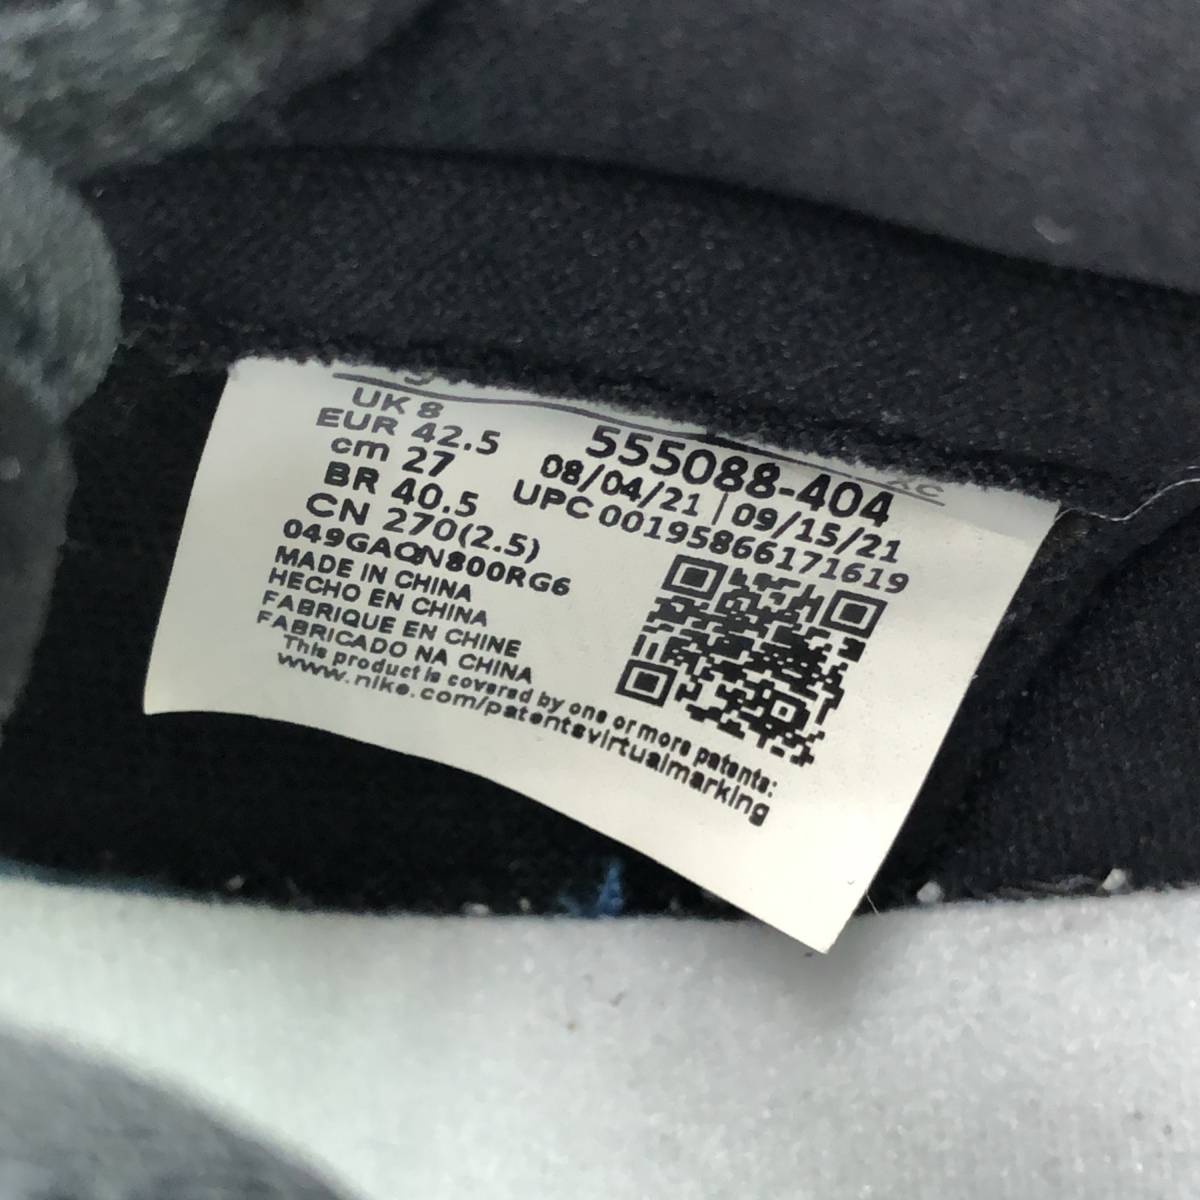 UK 8
EUR 42.5
cm 27
BR 40.5
CN 270(2.5)
049GAQN800RG6
MADE IN CHINA
HECHO EN CHINA
FABRIQUE EN CHINE
FABRICADO NA CHINA
This product is covered by one or more patents:
www.nike.com/patentsvirtualmarking
XC
555088-404
08/04/21 | 09/15/21
UPC 00195866171619